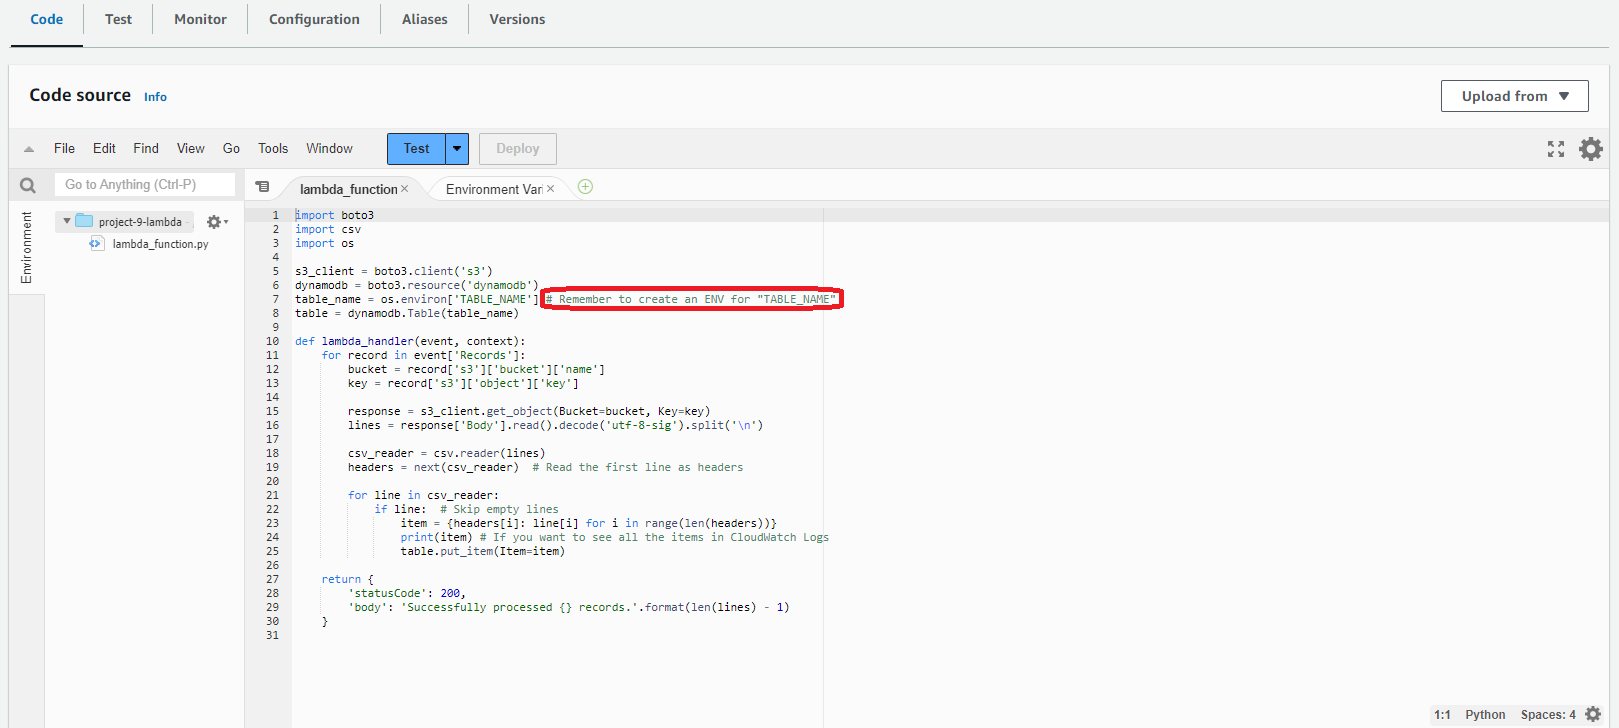 Code Test Monitor Configuration Aliases Versions
Code source Info
Upload from
File Edit Find View Go Tools Window Test Deploy
Go to Anything (Ctrl-P)
lambda_function Environment Vari
Environment
project-9-lambda
lambda_function.py
1 import boto3
2 import csv
3 import os
4
5 s3_client = boto3.client('s3')
6 dynamodb = boto3.resource('dynamodb')
7 table_name = os.environ['TABLE_NAME'] # Remember to create an ENV for "TABLE_NAME"
8 table = dynamodb.Table(table_name)
9
10 def lambda_handler(event, context):
11     for record in event['Records']:
12         bucket = record['s3']['bucket']['name']
13         key = record['s3']['object']['key']
14
15         response = s3_client.get_object(Bucket=bucket, Key=key)
16         lines = response['Body'].read().decode('utf-8-sig').split('\n')
17
18         csv_reader = csv.reader(lines)
19         headers = next(csv_reader)  # Read the first line as headers
20
21         for line in csv_reader:
22             if line:  # Skip empty lines
23                 item = {headers[i]: line[i] for i in range(len(headers))}
24                 print(item) # If you want to see all the items in CloudWatch Logs
25                 table.put_item(Item=item)
26
27     return {
28         'statusCode': 200,
29         'body': 'Successfully processed {} records.'.format(len(lines) - 1)
30     }
31
1:1 Python Spaces: 4